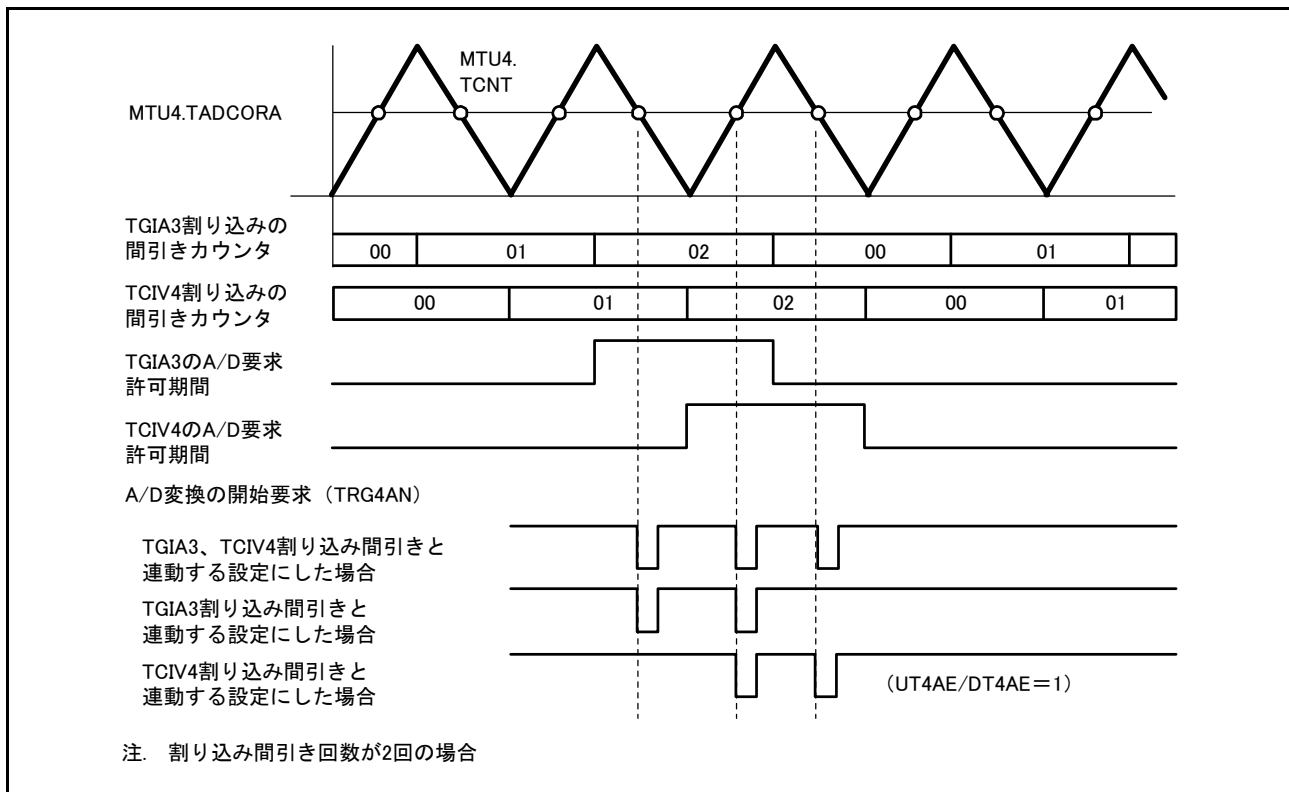 MTU4.
TCNT
MTU4.TADCORA
TGIA3割り込みの
間引きカウンタ
00 01 02 00 01
TCIV4割り込みの
間引きカウンタ
00 01 02 00 01
TGIA3のA/D要求
許可期間
TCIV4のA/D要求
許可期間
A/D変換の開始要求（TRG4AN）
TGIA3、TCIV4割り込み間引きと
連動する設定にした場合
TGIA3割り込み間引きと
連動する設定にした場合
TCIV4割り込み間引きと
連動する設定にした場合
（UT4AE/DT4AE＝1）
注. 割り込み間引き回数が2回の場合